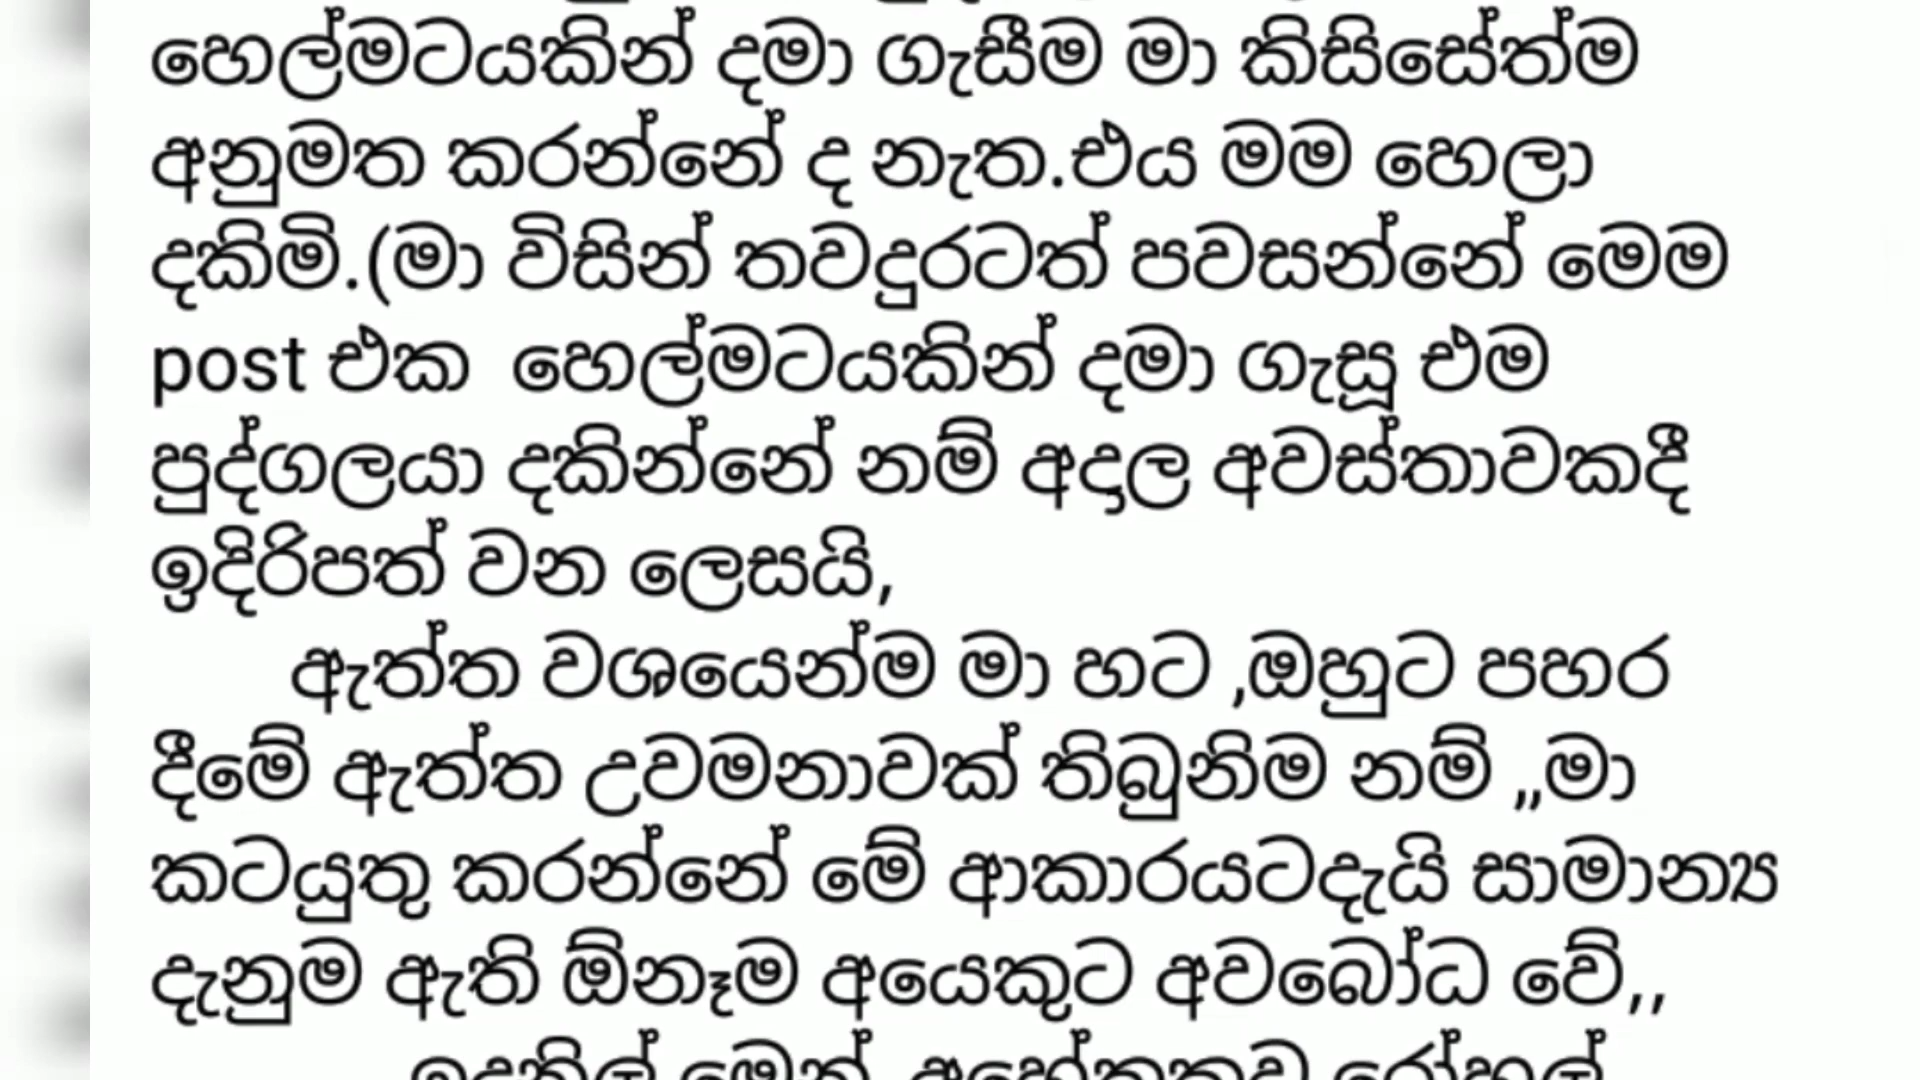 හෙල්මටයකින් දමා ගැසීම මා කිසිසේත්ම
අනුමත කරන්නේ ද නැත.එය මම හෙලා
දකිමි.(මා විසින් තවදුරටත් පවසන්නේ මෙම
post එක  හෙල්මටයකින් දමා ගැසූ එම
පුද්ගලයා දකින්නේ නම් අදාල අවස්තාවකදී
ඉදිරිපත් වන ලෙසයි,
ඇත්ත වශයෙන්ම මා හට ,ඔහුට පහර
දීමේ ඇත්ත උවමනාවක් තිබුනිම නම් ,,මා
කටයුතු කරන්නේ මේ ආකාරයටදැයි සාමාන්‍ය
දැනුම ඇති ඕනෑම අයෙකුට අවබෝධ වේ,,